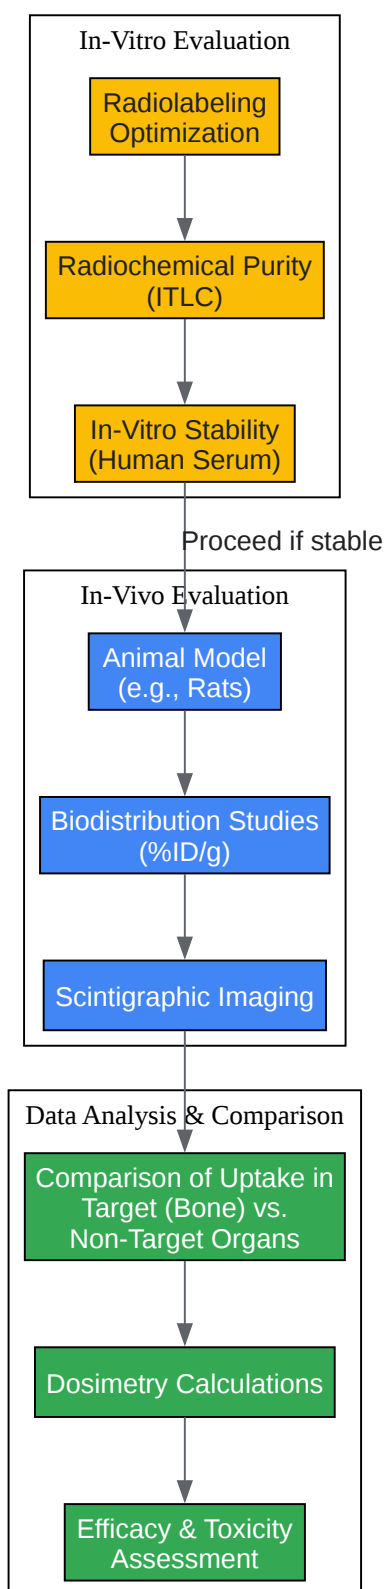 In-Vitro Evaluation
Radiolabeling
Optimization
Radiochemical Purity
(ITLC)
In-Vitro Stability
(Human Serum)
Proceed if stable
In-Vivo Evaluation
Animal Model
(e.g., Rats)
Biodistribution Studies
(%ID/g)
Scintigraphic Imaging
Data Analysis & Comparison
Comparison of Uptake in
Target (Bone) vs.
Non-Target Organs
Dosimetry Calculations
Efficacy & Toxicity
Assessment